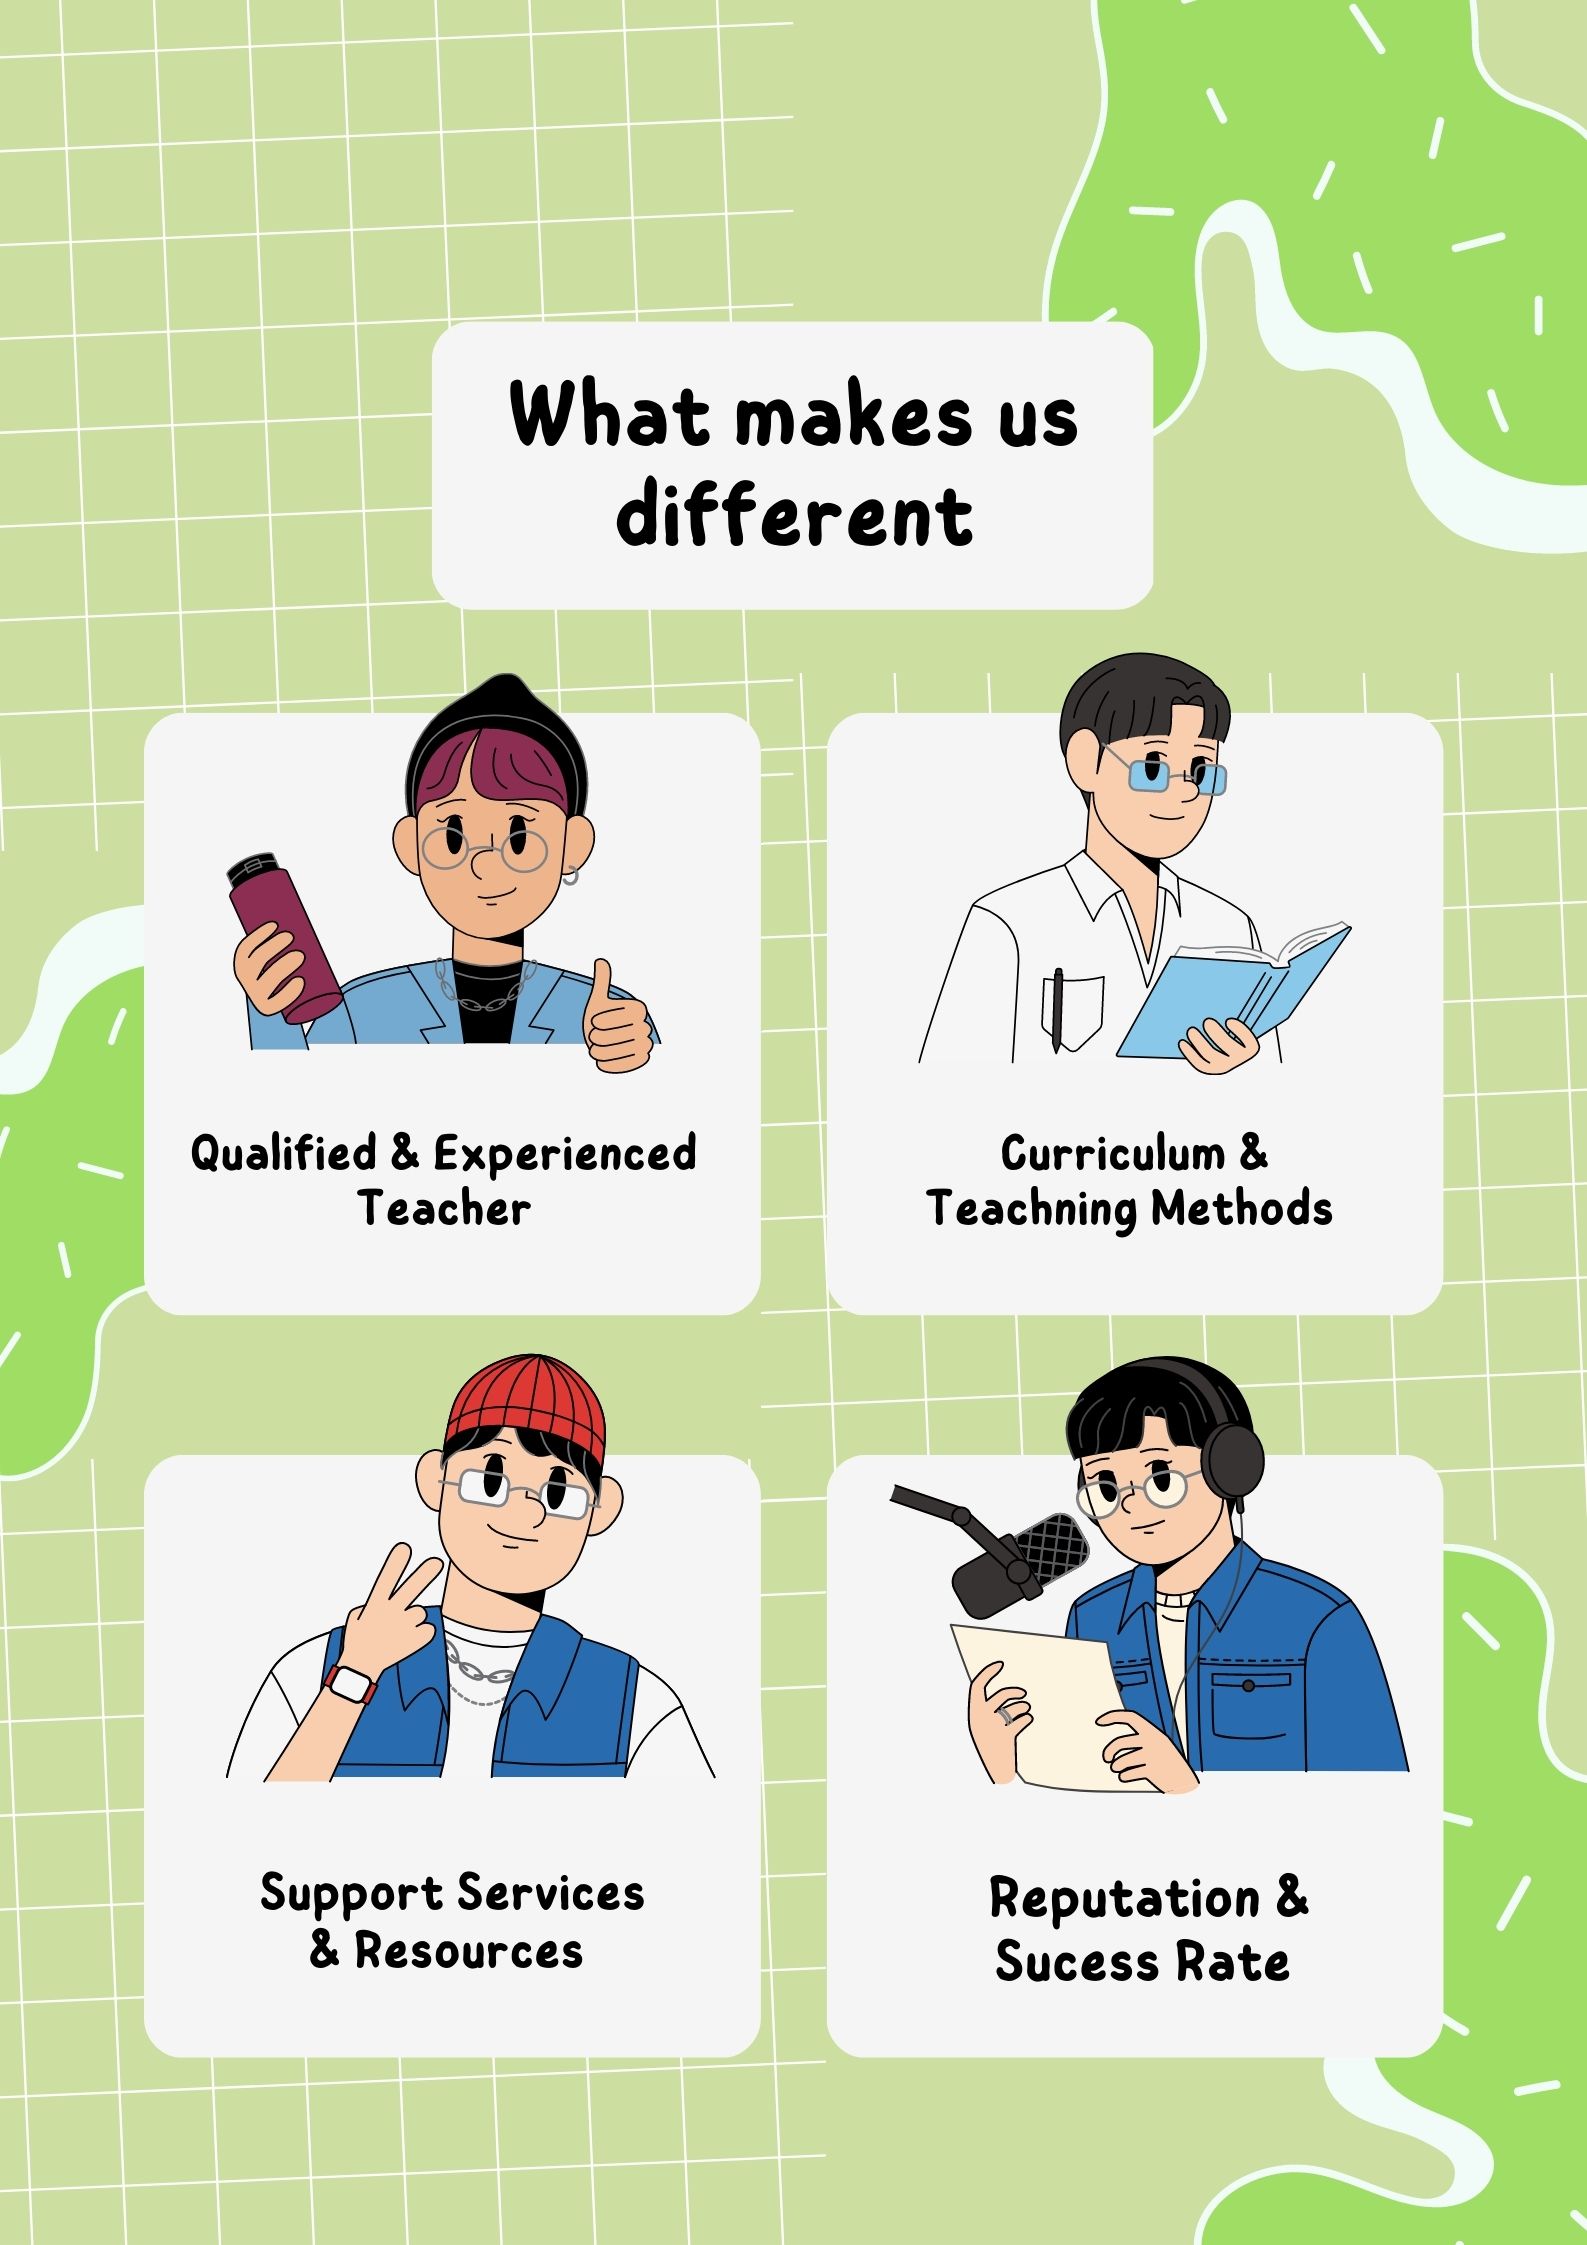 What makes us
different
Qualified & Experienced
Teacher
Curriculum &
Teachning Methods
Support Services
& Resources
Reputation &
Sucess Rate